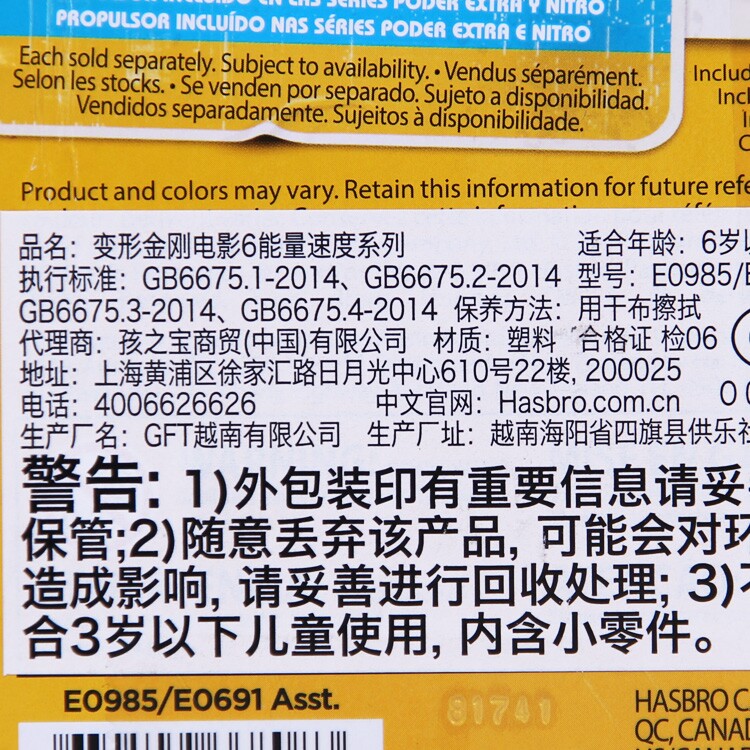 PROPULSOR INCLUÍDO NAS SÉRIES PODER EXTRA E NITRO
Each sold separately. Subject to availability. • Vendus séparément.
Selon les stocks. • Se venden por separado. Sujeto a disponibilidad.
Vendidos separadamente. Sujeitos à disponibilidade.
Product and colors may vary. Retain this information for future
品名：变形金刚电影6能量速度系列 适合年龄：6岁
执行标准：GB6675.1-2014、GB6675.2-2014 型号：E0985/
GB6675.3-2014、GB6675.4-2014 保养方法：用干布擦拭
代理商：孩之宝商贸(中国)有限公司 材质：塑料 合格证 检06
地址：上海黄浦区徐家汇路日月光中心610号22楼, 200025
电话：4006626626 中文官网：Hasbro.com.cn
生产厂名：GFT越南有限公司 生产厂址：越南海阳省四旗县供乐社
警告: 1)外包装印有重要信息请妥
保管;2)随意丢弃该产品, 可能会对环
造成影响, 请妥善进行回收处理; 3)
合3岁以下儿童使用, 内含小零件。
E0985/E0691 Asst.
81741
HASBRO
QC, CANAD